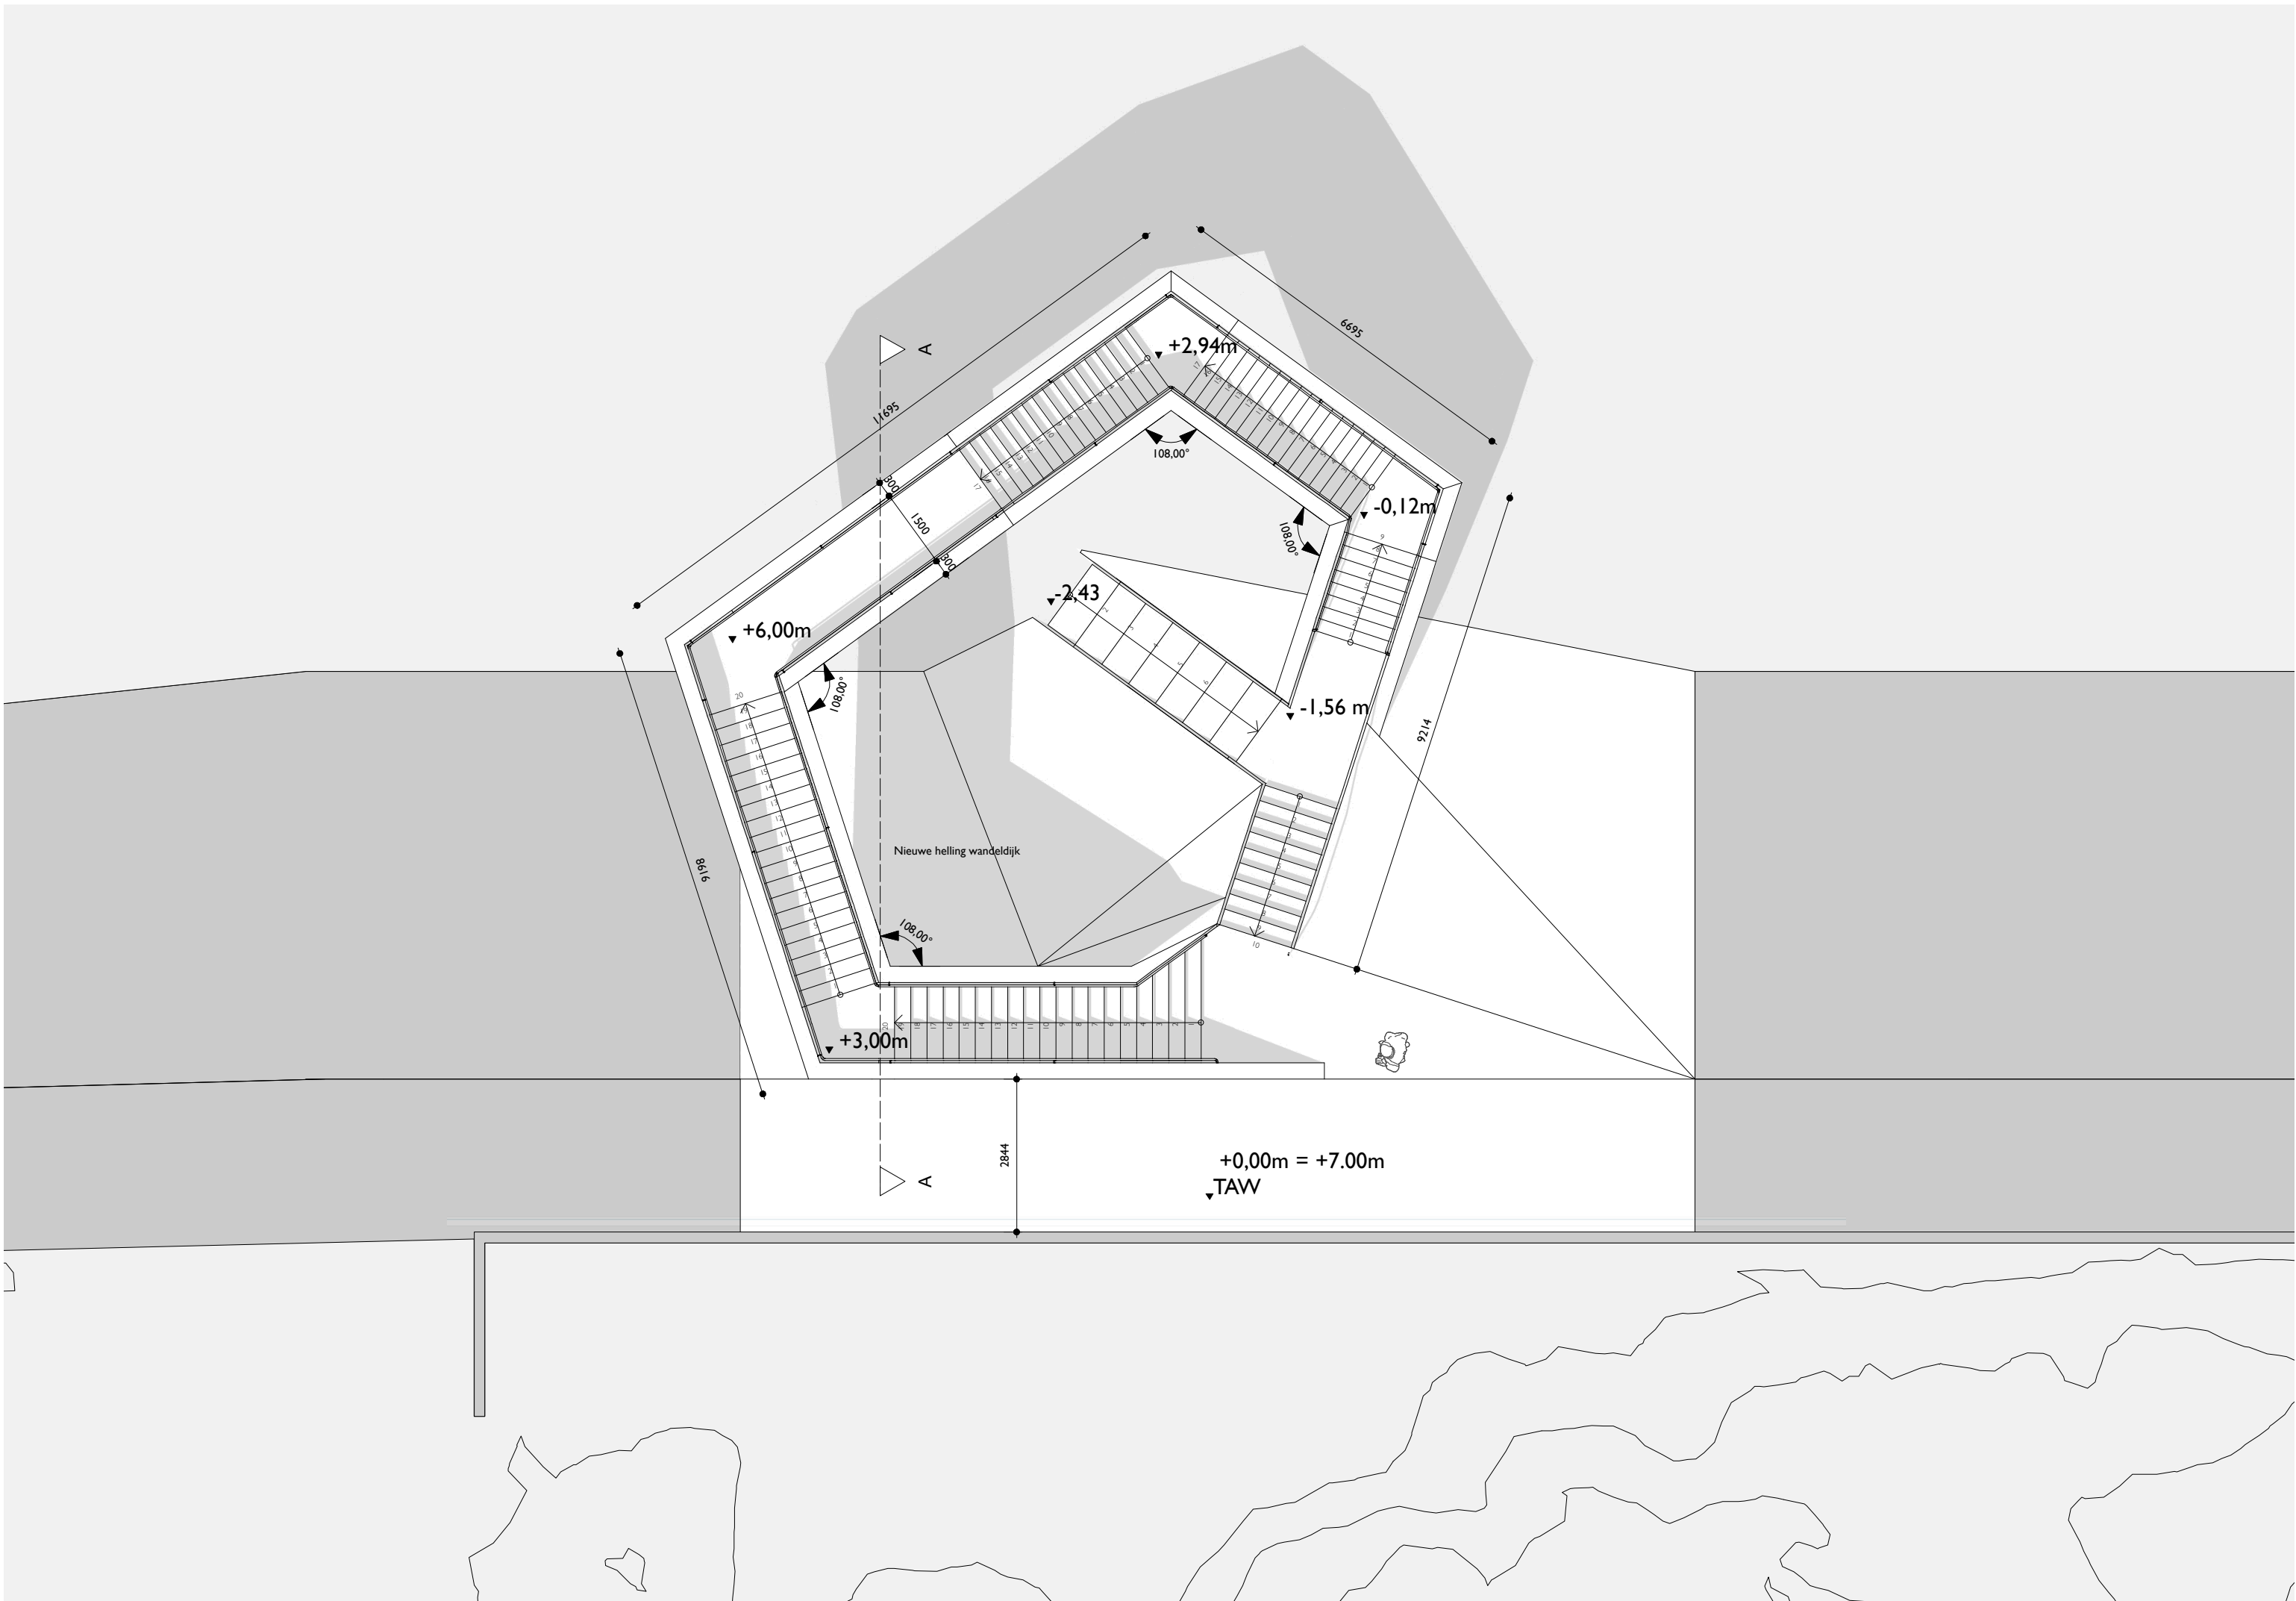 6695
A
+2,94m
11695
108,00°
300
-0,12m
1500
108,00°
300
-2,43
+6,00m
108,00°
-1,56 m
9214
Nieuwe helling wandeldijk
8616
108,00°
+3,00m
2844
+0,00m = +7.00m
TAW
A